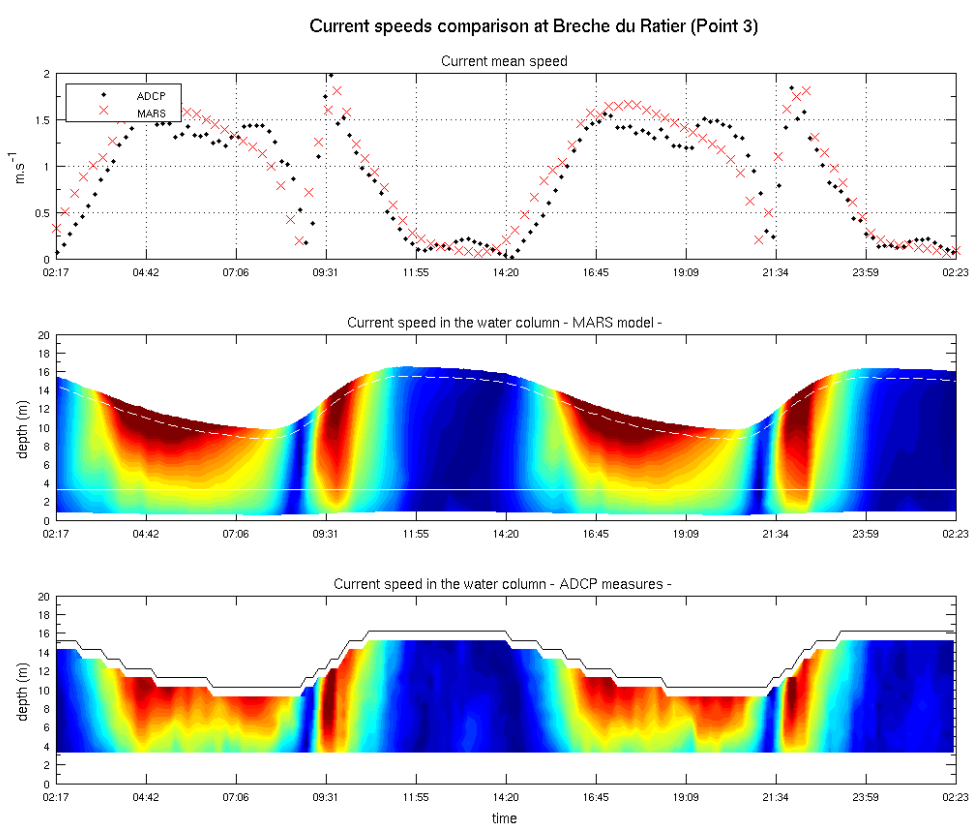 Current speeds comparison at Breche du Ratier (Point 3)
Current mean speed
2
1.5
1
0.5
0
m.s-1
ADCP
MARS
02:17 04:42 07:06 09:31 11:55 14:20 16:45 19:09 21:34 23:59 02:23
Current speed in the water column - MARS model -
20
18
16
14
12
10
8
6
4
2
0
depth (m)
02:17 04:42 07:06 09:31 11:55 14:20 16:45 19:09 21:34 23:59 02:23
Current speed in the water column - ADCP measures -
20
18
16
14
12
10
8
6
4
2
0
depth (m)
02:17 04:42 07:06 09:31 11:55 14:20 16:45 19:09 21:34 23:59 02:23
time